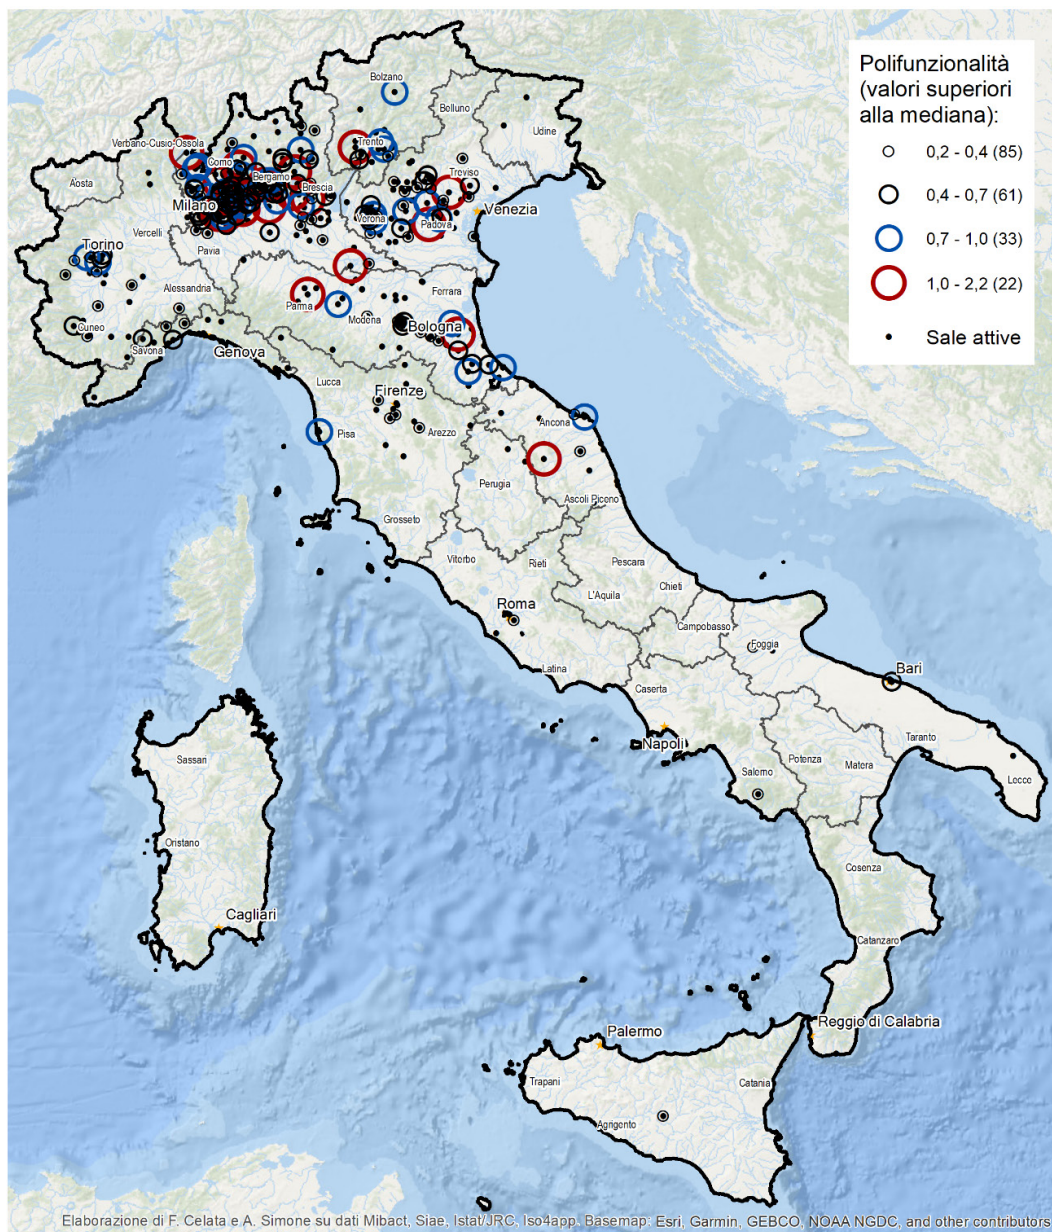 Polifunzionalità
(valori superiori
alla mediana):
0,2 - 0,4 (85)
0,4 - 0,7 (61)
0,7 - 1,0 (33)
1,0 - 2,2 (22)
Sale attive
Bolzano
Belluno
Udine
Trento
Verbano-Cusio-Ossola
Como
Aosta
Bergamo
Brescia
Treviso
Milano
Venezia
Verona
Padova
Vercelli
Torino
Pavia
Alessandria
Ferrara
Parma
Modena
Cuneo
Bologna
Savona
Genova
Lucca
Firenze
Ancona
Arezzo
Pisa
Perugia
Ascoli Piceno
Grosseto
Viterbo
Rieti
Pescara
L'Aquila
Chieti
Roma
Campobasso
Foggia
Latina
Bari
Caserta
Taranto
Napoli
Potenza
Matera
Salerno
Lecce
Sassari
Oristano
Cosenza
Cagliari
Catanzaro
Reggio di Calabria
Palermo
Trapani
Catania
Agrigento
Elaborazione di F. Celata e A. Simone su dati Mibact, Siae, Istat/JRC, Iso4app. Basemap: Esri, Garmin, GEBCO, NOAA NGDC, and other contributors